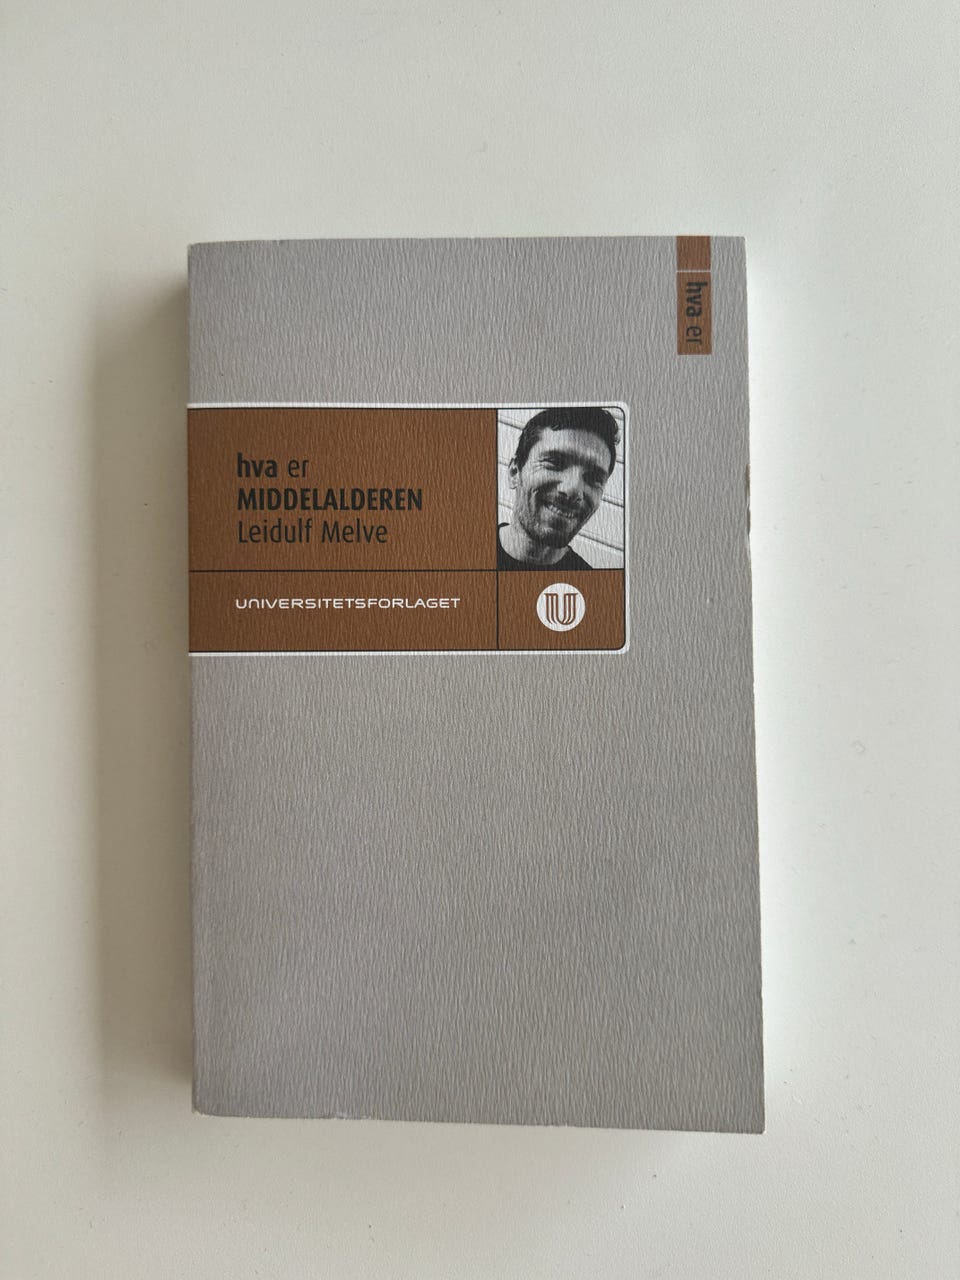 hva er
hva er
MIDDELALDEREN
Leidulf Melve
UNIVERSITETSFORLAGET
U